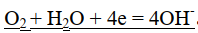 O₂ + H₂O + 4e = 4OH⁻.